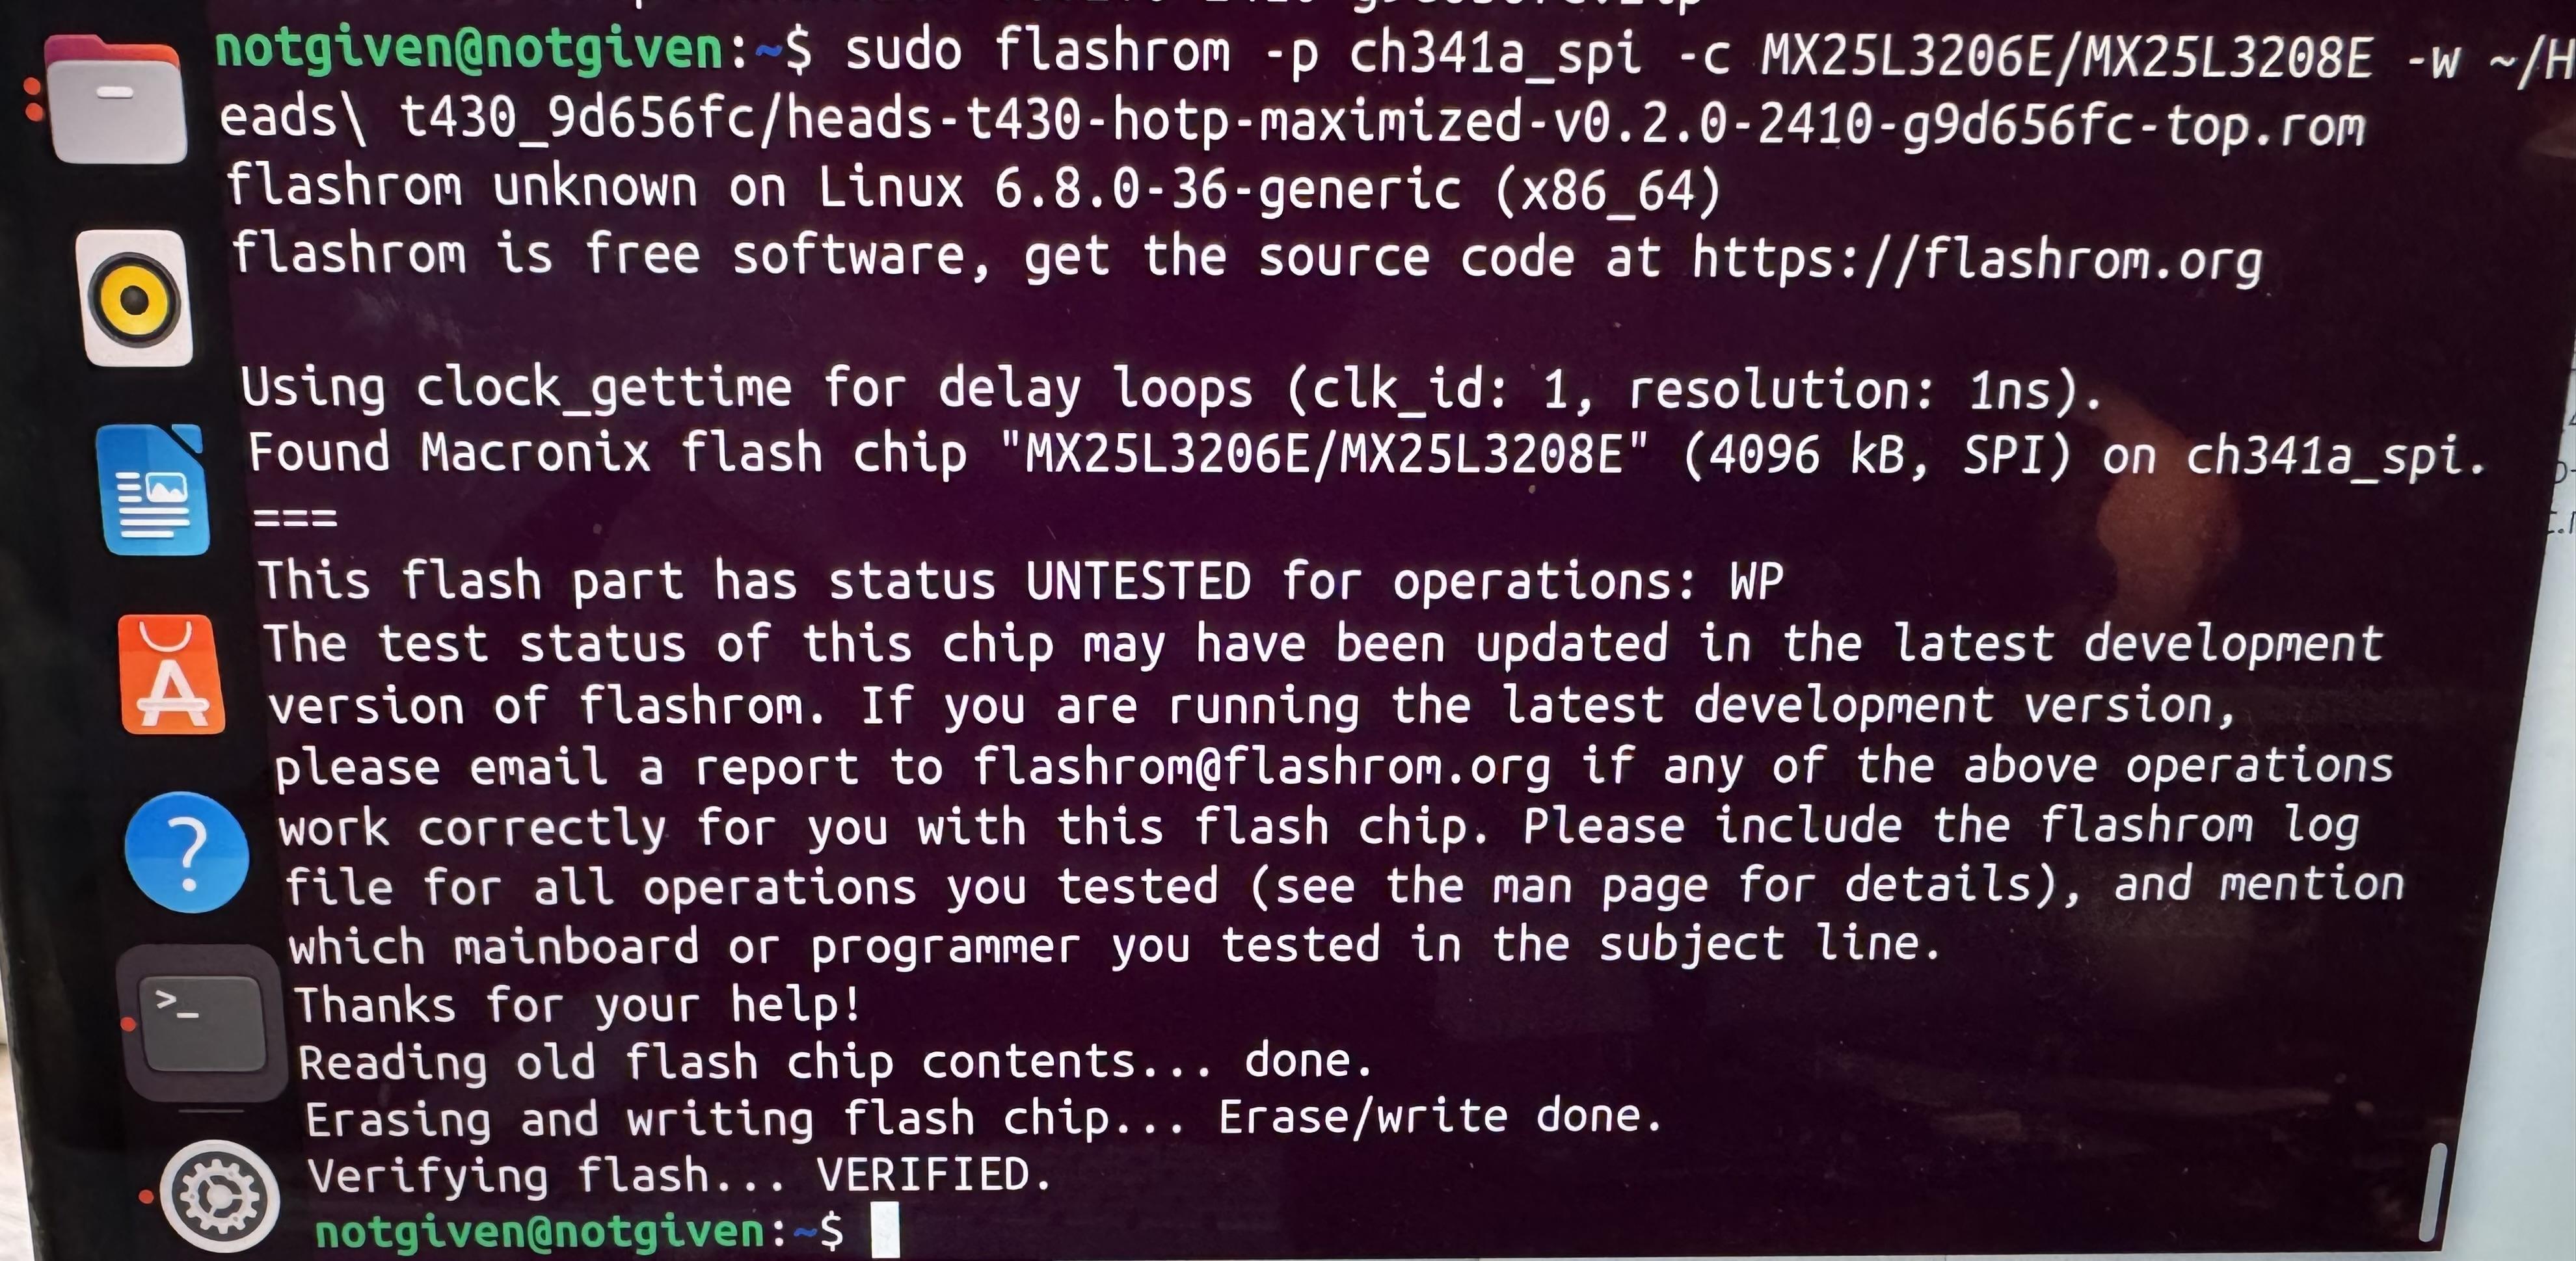 notgiven@notgiven:~$ sudo flashrom -p ch341a_spi -c MX25L3206E/MX25L3208E -w ~/H
eads\ t430_9d656fc/heads-t430-hotp-maximized-v0.2.0-2410-g9d656fc-top.rom
flashrom unknown on Linux 6.8.0-36-generic (x86_64)
flashrom is free software, get the source code at https://flashrom.org
Using clock_gettime for delay loops (clk_id: 1, resolution: 1ns).
Found Macronix flash chip "MX25L3206E/MX25L3208E" (4096 kB, SPI) on ch341a_spi.
===
This flash part has status UNTESTED for operations: WP
The test status of this chip may have been updated in the latest development
version of flashrom. If you are running the latest development version,
please email a report to flashrom@flashrom.org if any of the above operations
work correctly for you with this flash chip. Please include the flashrom log
file for all operations you tested (see the man page for details), and mention
which mainboard or programmer you tested in the subject line.
Thanks for your help!
Reading old flash chip contents... done.
Erasing and writing flash chip... Erase/write done.
Verifying flash... VERIFIED.
notgiven@notgiven:~$